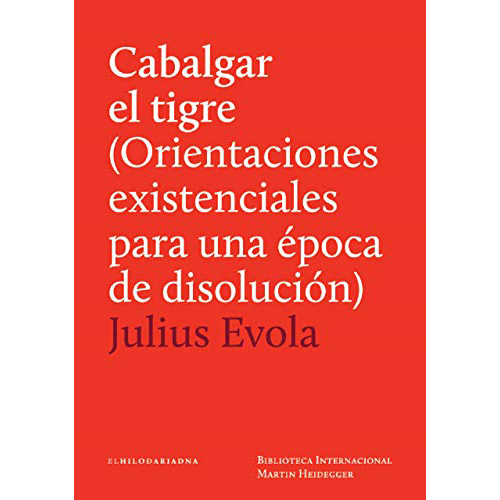 Cabalgar
el tigre
(Orientaciones
existenciales
para una época
de disolución)
Julius Evola
ELHILODARIADNA
BIBLIOTECA INTERNACIONAL
MARTIN HEIDEGGER